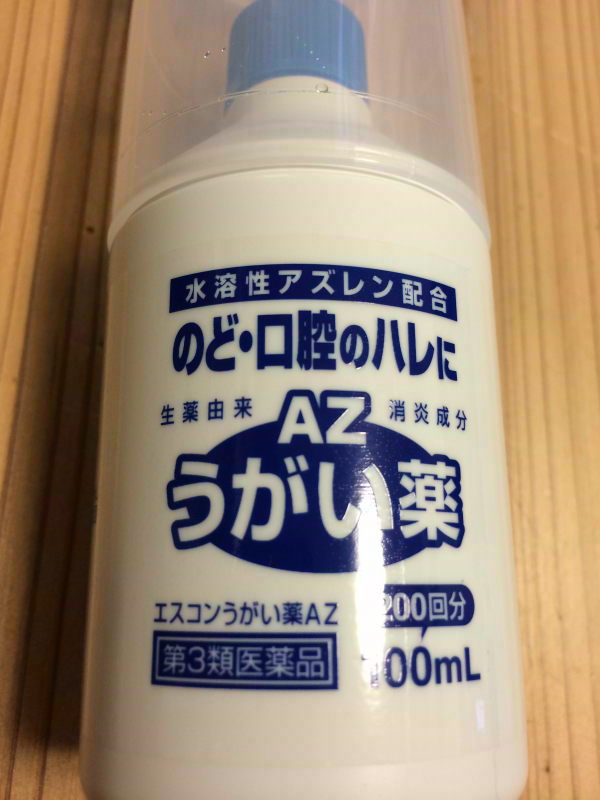 水溶性アズレン配合
のど・口腔のハレに
生薬由来 AZ 消炎成分
うがい薬
エスコンうがい薬AZ
200回分
第3類医薬品
100mL